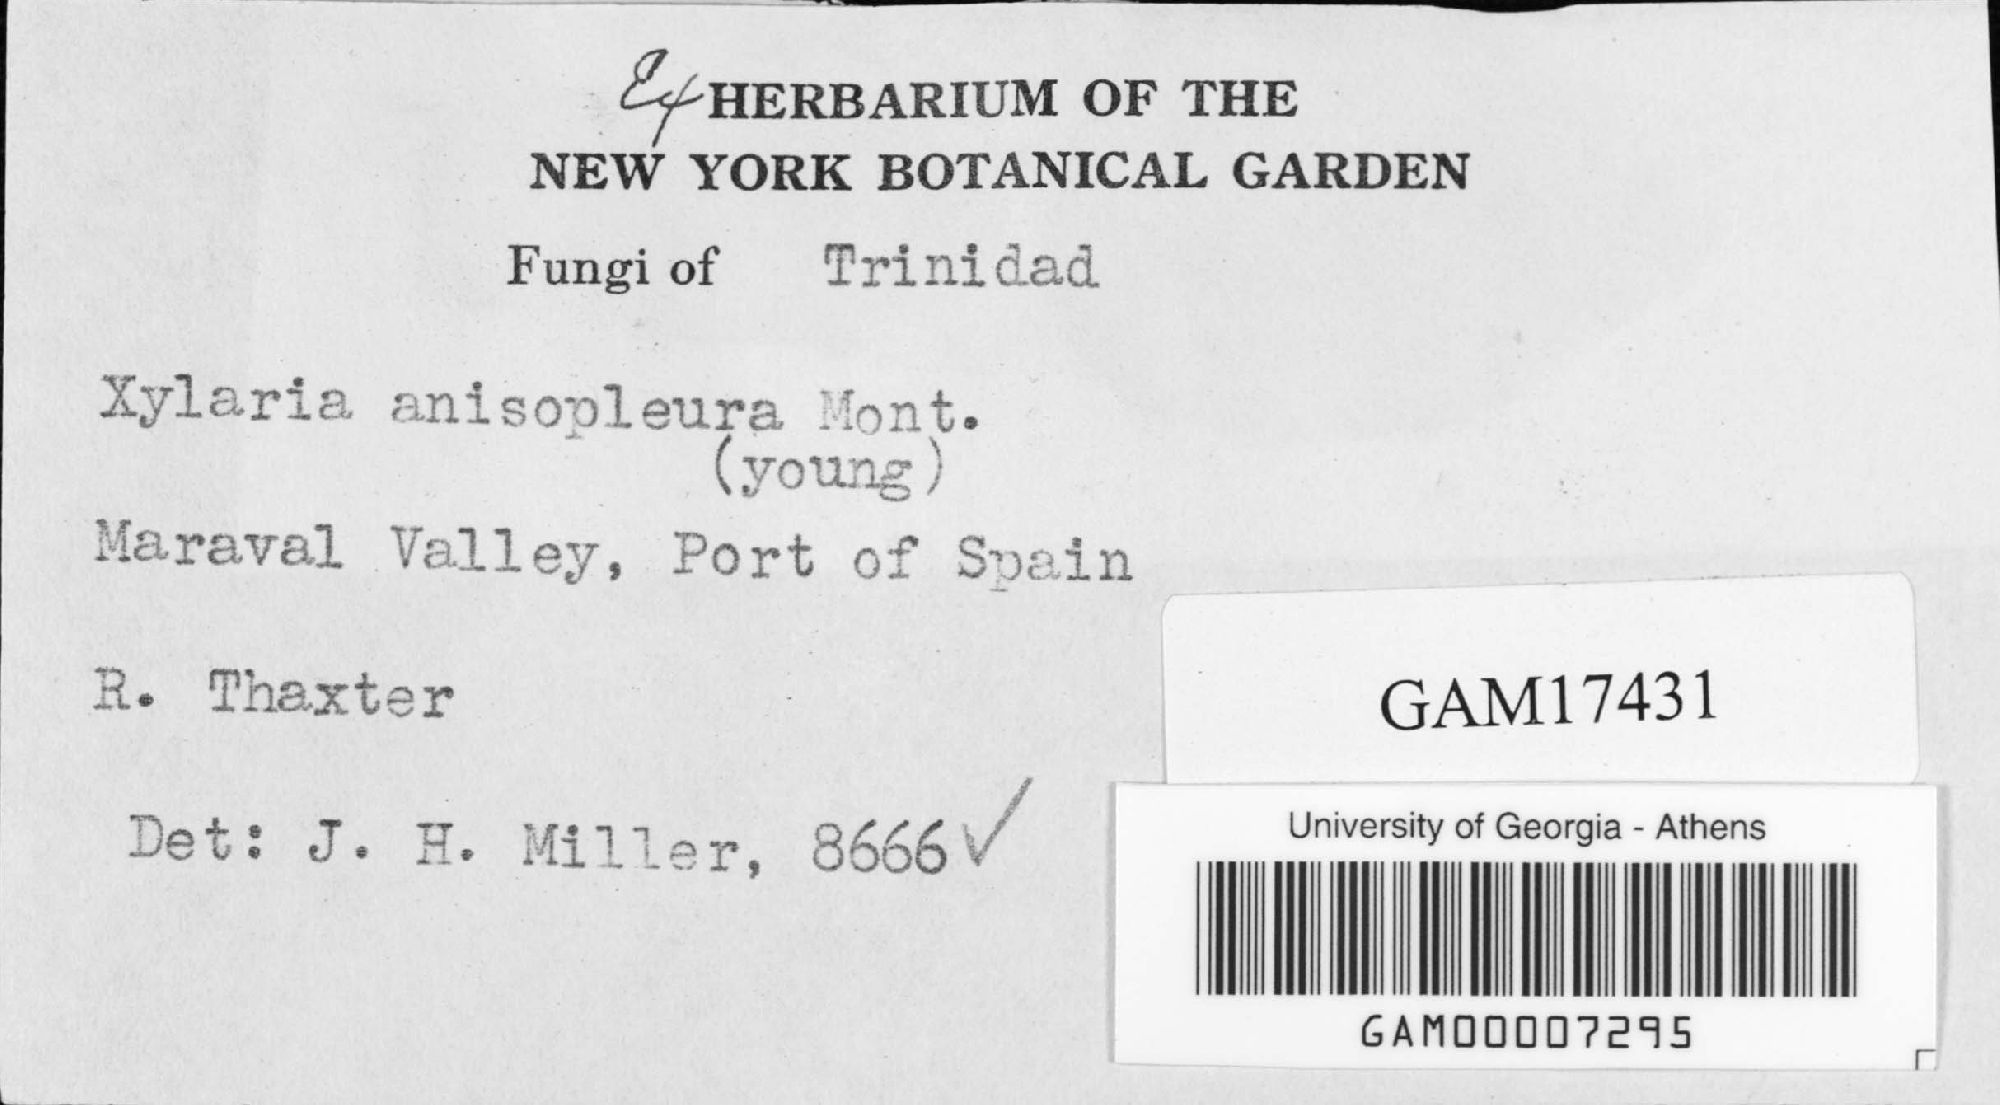 Ex HERBARIUM OF THE
NEW YORK BOTANICAL GARDEN
Fungi of Trinidad
Xylaria anisopleura Mont.
(young)
Maraval Valley, Port of Spain
R. Thaxter
Det: J. H. Miller, 8666 ✓
GAM17431
University of Georgia - Athens
GAM00007295